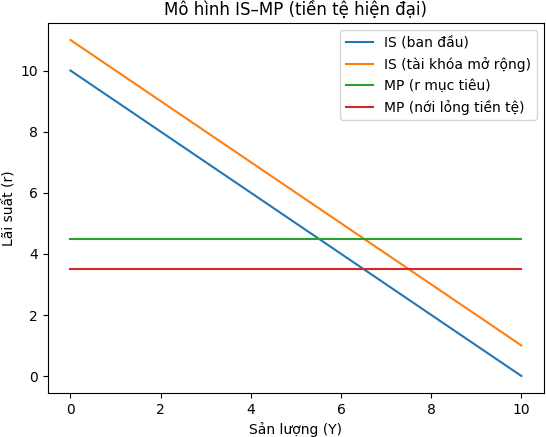 Mô hình IS–MP (tiền tệ hiện đại)
IS (ban đầu)
IS (tài khóa mở rộng)
MP (r mục tiêu)
MP (nới lỏng tiền tệ)
Lãi suất (r)
10
8
6
4
2
0
0 2 4 6 8 10
Sản lượng (Y)